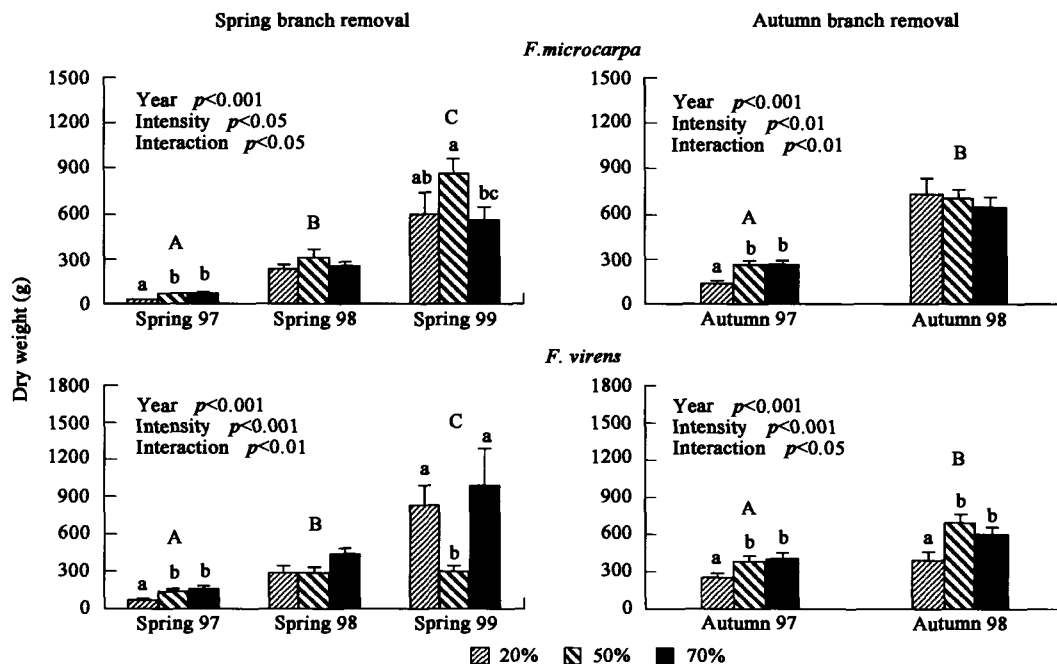 Spring branch removal
Autumn branch removal
F.microcarpa
Dry weight (g)
1500
1200
900
600
300
0
Year p<0.001
Intensity p<0.05
Interaction p<0.05
A
a b b
B
C
ab a bc
Spring 97 Spring 98 Spring 99
1500
1200
900
600
300
0
Year p<0.001
Intensity p<0.01
Interaction p<0.01
A
a b b
B
Autumn 97 Autumn 98
F. virens
1800
1500
1200
900
600
300
0
Year p<0.001
Intensity p<0.001
Interaction p<0.01
A
a b b
B
C
a b a
Spring 97 Spring 98 Spring 99
1800
1500
1200
900
600
300
0
Year p<0.001
Intensity p<0.001
Interaction p<0.05
A
a b b
B
a b b
Autumn 97 Autumn 98
20% 50% 70%